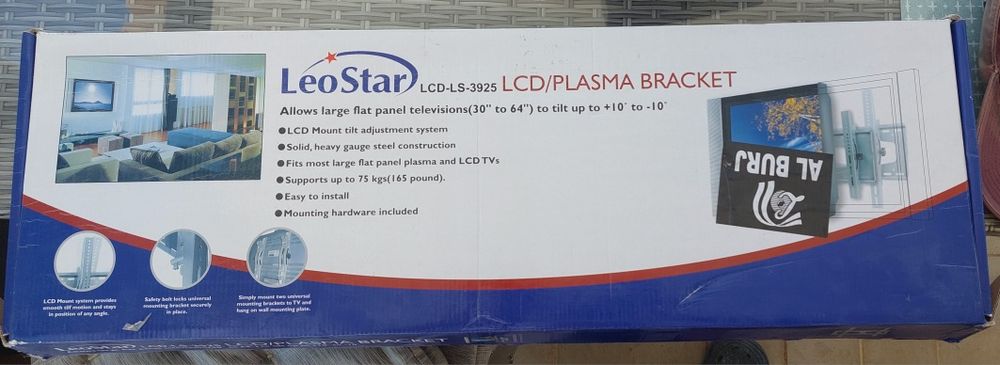 LeoStar LCD-LS-3925 LCD/PLASMA BRACKET
Allows large flat panel televisions(30" to 64") to tilt up to +10° to -10°
●LCD Mount tilt adjustment system
●Solid, heavy gauge steel construction
●Fits most large flat panel plasma and LCD TVs
●Supports up to 75 kgs(165 pound).
●Easy to install
●Mounting hardware included
AL BURJ
LCD Mount system provides
smooth tilt motion and stays
in position of any angle.
Safety bolt locks universal
mounting bracket securely
in place.
Simply mount two universal
mounting brackets to TV and
hang on wall mounting plate.
LCD/PLASMA BRACKET